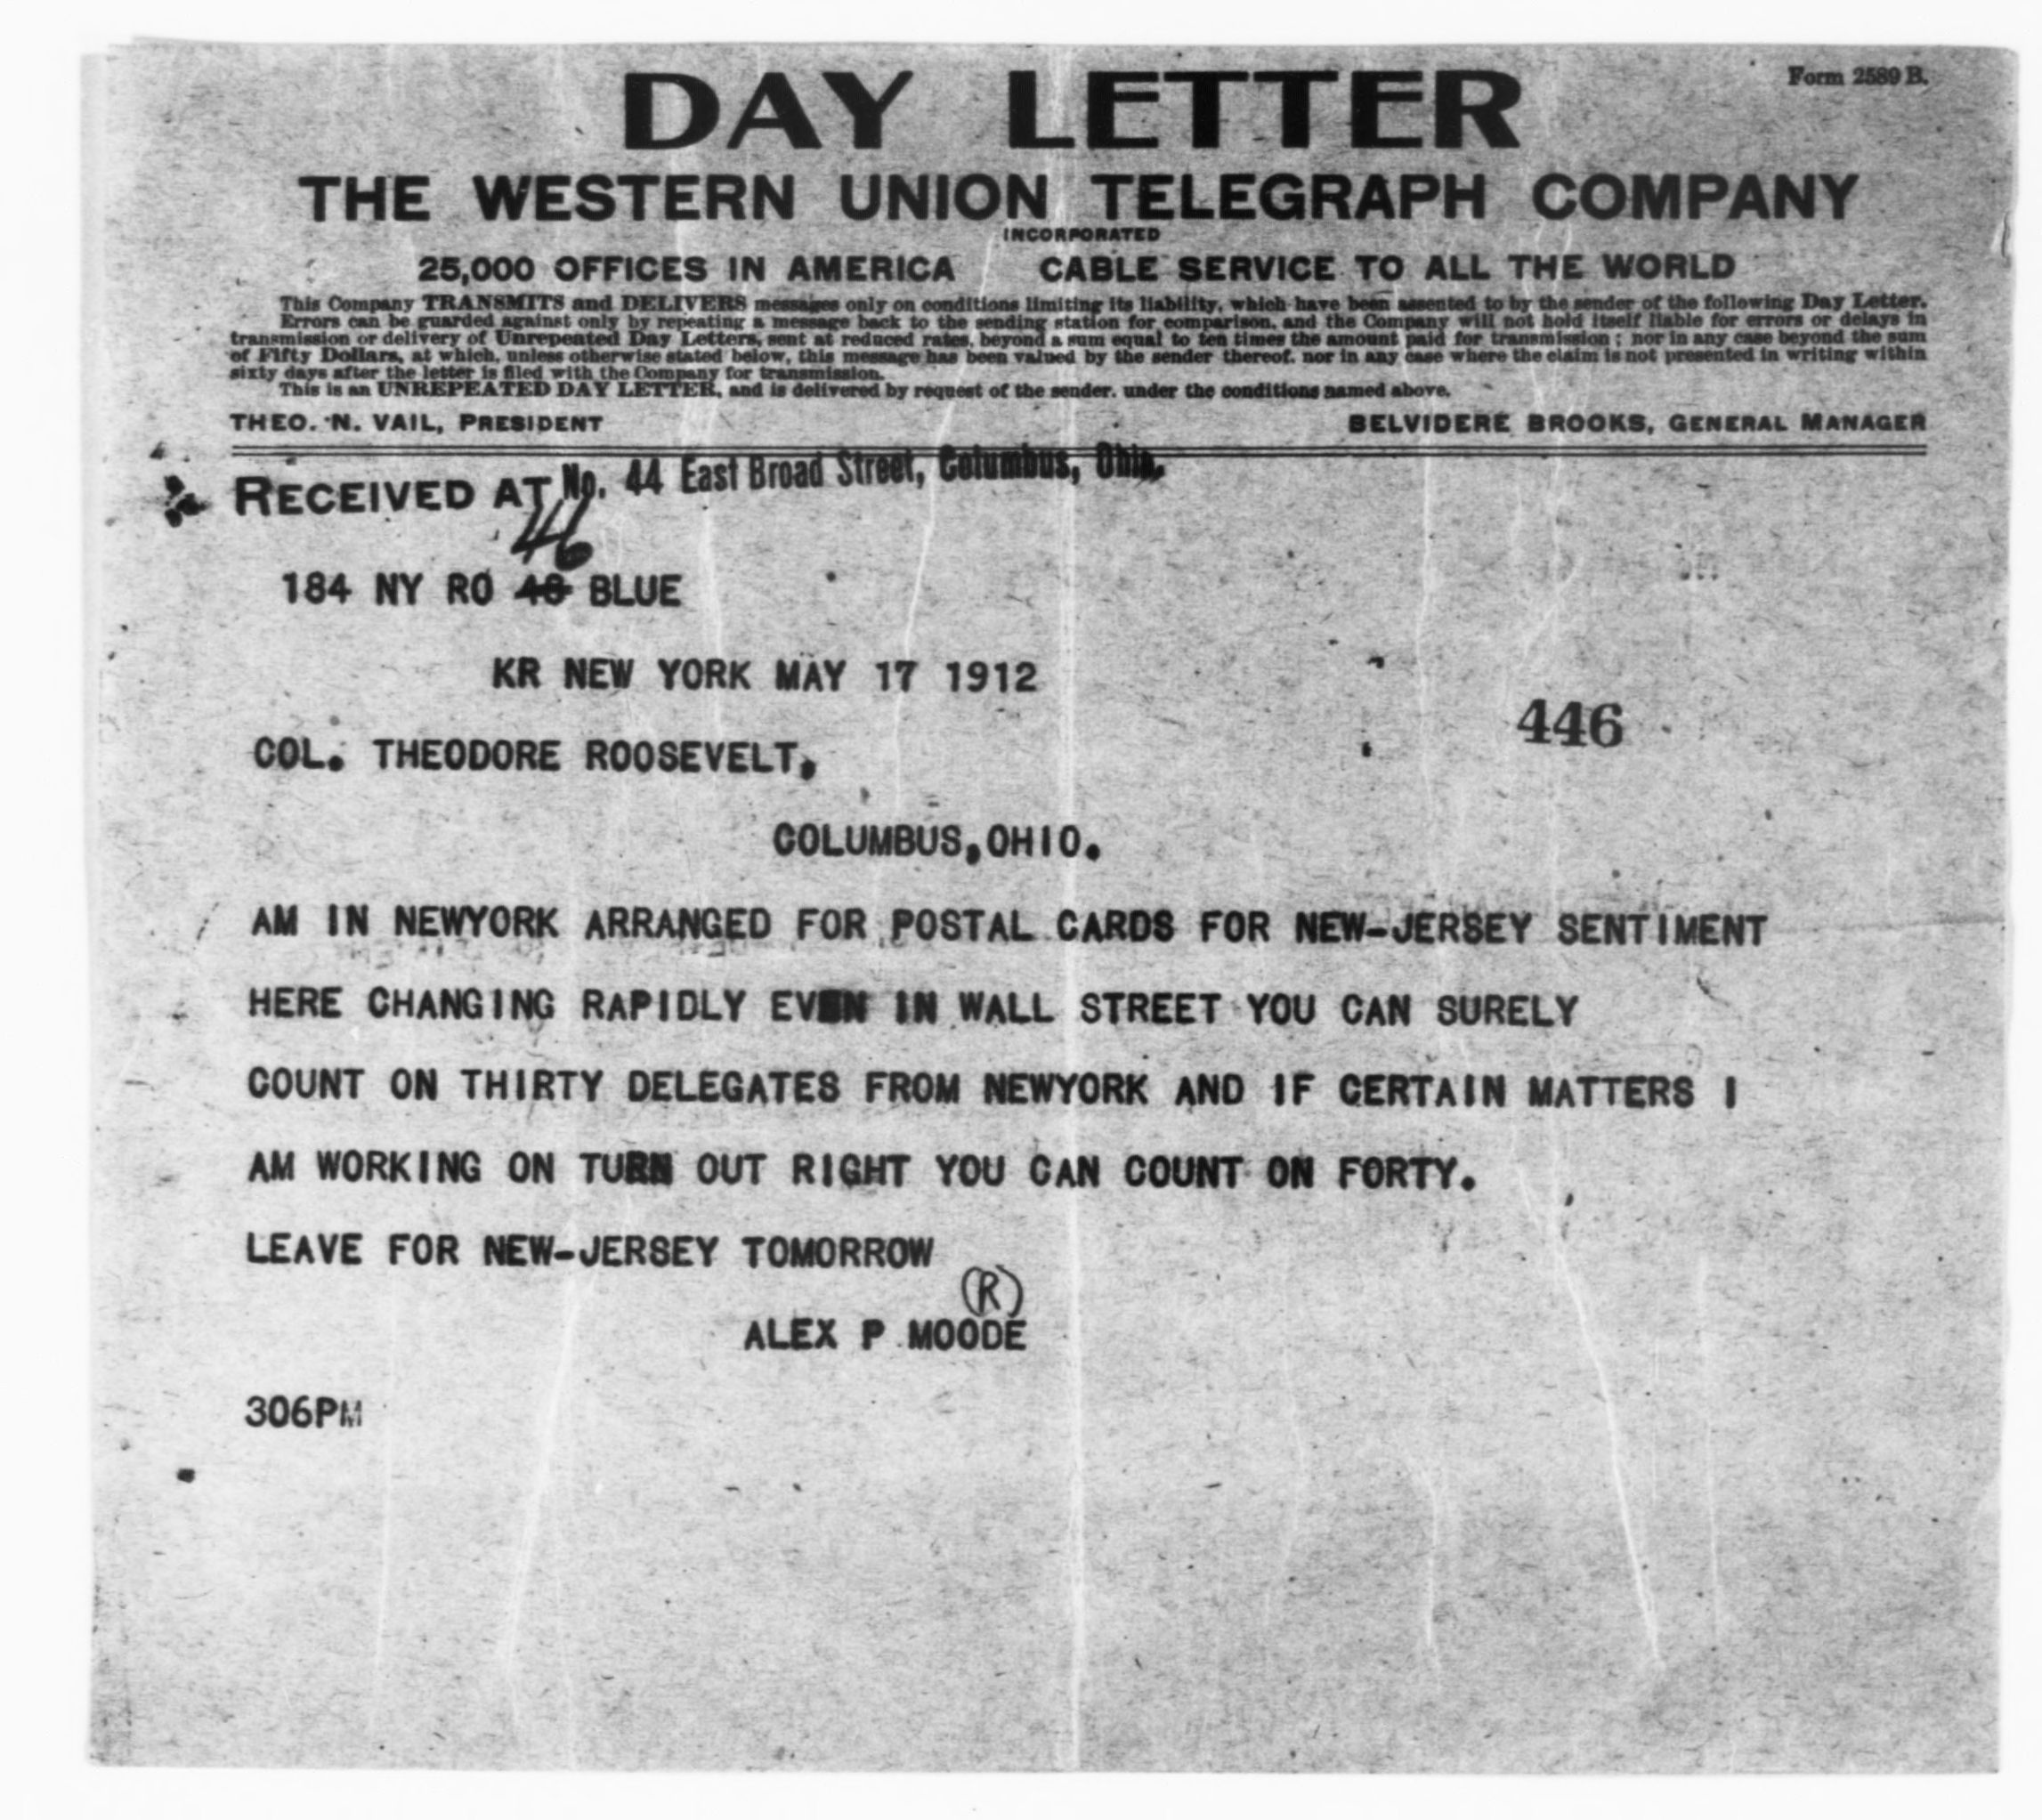 Form 2589 B.
DAY LETTER
THE WESTERN UNION TELEGRAPH COMPANY
INCORPORATED
25,000 OFFICES IN AMERICA CABLE SERVICE TO ALL THE WORLD
This Company TRANSMITS and DELIVERS messages only on conditions limiting its liability, which have been assented to by the sender of the following Day Letter.
Errors can be guarded against only by repeating a message back to the sending station for comparison, and the Company will not hold itself liable for errors or delays in
transmission or delivery of Unrepeated Day Letters, sent at reduced rates, beyond a sum equal to ten times the amount paid for transmission; nor in any case beyond the sum
of Fifty Dollars, at which, unless otherwise stated below, this message has been valued by the sender thereof, nor in any case where the claim is not presented in writing within
sixty days after the letter is filed with the Company for transmission.
This is an UNREPEATED DAY LETTER, and is delivered by request of the sender, under the conditions named above.
THEO. N. VAIL, PRESIDENT BELVIDERE BROOKS, GENERAL MANAGER
RECEIVED AT No. 44 East Broad Street, Columbus, Ohio.
46
184 NY RO 48 BLUE
KR NEW YORK MAY 17 1912
446
COL. THEODORE ROOSEVELT,
COLUMBUS,OHIO.
AM IN NEWYORK ARRANGED FOR POSTAL CARDS FOR NEW-JERSEY SENTIMENT
HERE CHANGING RAPIDLY EVEN IN WALL STREET YOU CAN SURELY
COUNT ON THIRTY DELEGATES FROM NEWYORK AND IF CERTAIN MATTERS I
AM WORKING ON TURN OUT RIGHT YOU CAN COUNT ON FORTY.
LEAVE FOR NEW-JERSEY TOMORROW
(R)
ALEX P MOODE
306PM